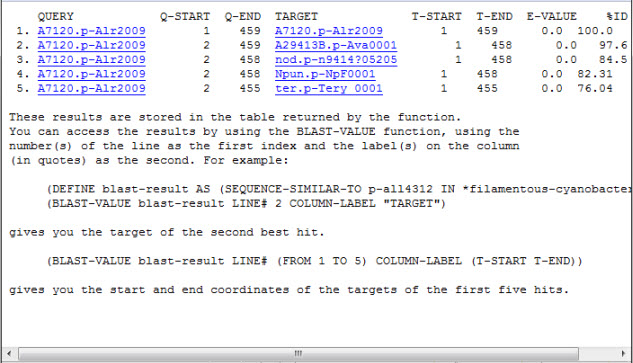 QUERY Q-START Q-END TARGET T-START T-END E-VALUE %ID
1. A7120.p-Alr2009 1 459 A7120.p-Alr2009 1 459 0.0 100.0
2. A7120.p-Alr2009 2 459 A29413B.p-Ava0001 1 458 0.0 97.6
3. A7120.p-Alr2009 2 459 nod.p-n9414?05205 1 458 0.0 84.5
4. A7120.p-Alr2009 2 458 Npun.p-NpF0001 1 458 0.0 82.31
5. A7120.p-Alr2009 2 455 ter.p-Tery_0001 1 455 0.0 76.04
These results are stored in the table returned by the function.
You can access the results by using the BLAST-VALUE function, using the
number(s) of the line as the first index and the label(s) on the column
(in quotes) as the second. For example:
(DEFINE blast-result AS (SEQUENCE-SIMILAR-TO p-all4312 IN *filamentous-cyanobacter
(BLAST-VALUE blast-result LINE# 2 COLUMN-LABEL "TARGET")
gives you the target of the second best hit.
(BLAST-VALUE blast-result LINE# (FROM 1 TO 5) COLUMN-LABEL (T-START T-END))
gives you the start and end coordinates of the targets of the first five hits.